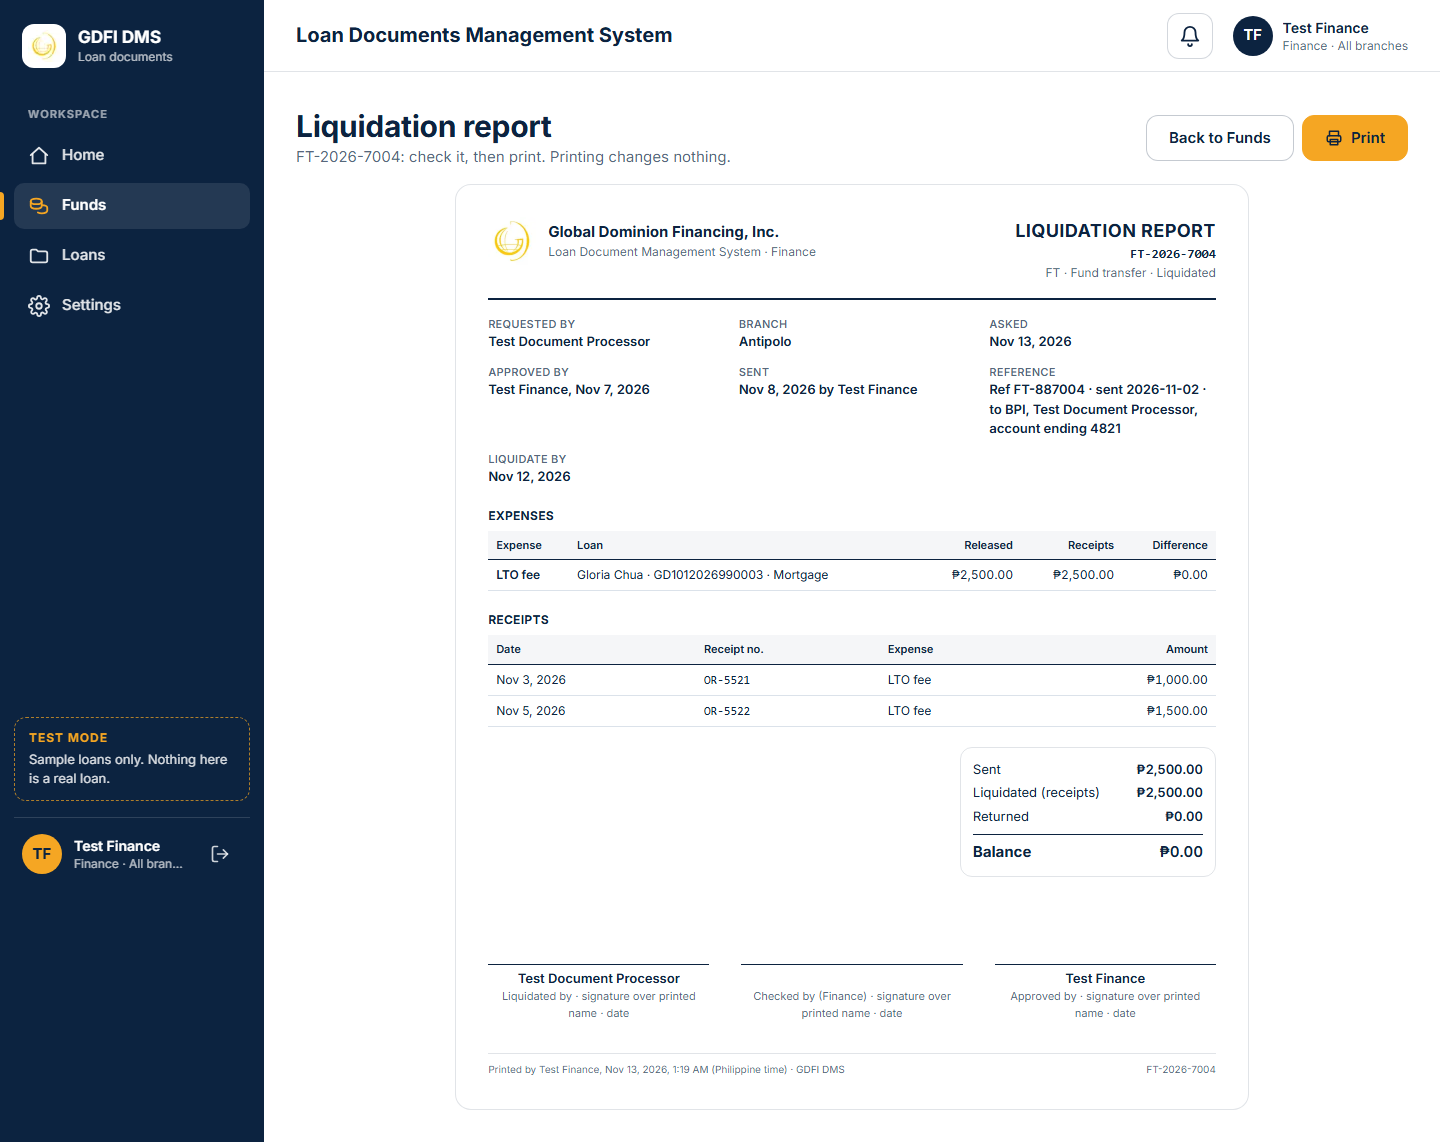 GDFI DMS
Loan documents
WORKSPACE
Home
Funds
Loans
Settings
TEST MODE
Sample loans only. Nothing here
is a real loan.
TF
Test Finance
Finance · All bran...
Loan Documents Management System
TF
Test Finance
Finance · All branches
Liquidation report
FT-2026-7004: check it, then print. Printing changes nothing.
Back to Funds
Print
Global Dominion Financing, Inc.
Loan Document Management System · Finance
LIQUIDATION REPORT
FT-2026-7004
FT · Fund transfer · Liquidated
REQUESTED BY
Test Document Processor
BRANCH
Antipolo
ASKED
Nov 13, 2026
APPROVED BY
Test Finance, Nov 7, 2026
SENT
Nov 8, 2026 by Test Finance
REFERENCE
Ref FT-887004 · sent 2026-11-02 ·
to BPI, Test Document Processor,
account ending 4821
LIQUIDATE BY
Nov 12, 2026
EXPENSES
Expense Loan Released Receipts Difference
LTO fee Gloria Chua · GD1012026990003 · Mortgage ₱2,500.00 ₱2,500.00 ₱0.00
RECEIPTS
Date Receipt no. Expense Amount
Nov 3, 2026 OR-5521 LTO fee ₱1,000.00
Nov 5, 2026 OR-5522 LTO fee ₱1,500.00
Sent ₱2,500.00
Liquidated (receipts) ₱2,500.00
Returned ₱0.00
Balance ₱0.00
Test Document Processor
Liquidated by · signature over printed
name · date
Checked by (Finance) · signature over
printed name · date
Test Finance
Approved by · signature over printed
name · date
Printed by Test Finance, Nov 13, 2026, 1:19 AM (Philippine time) · GDFI DMS
FT-2026-7004